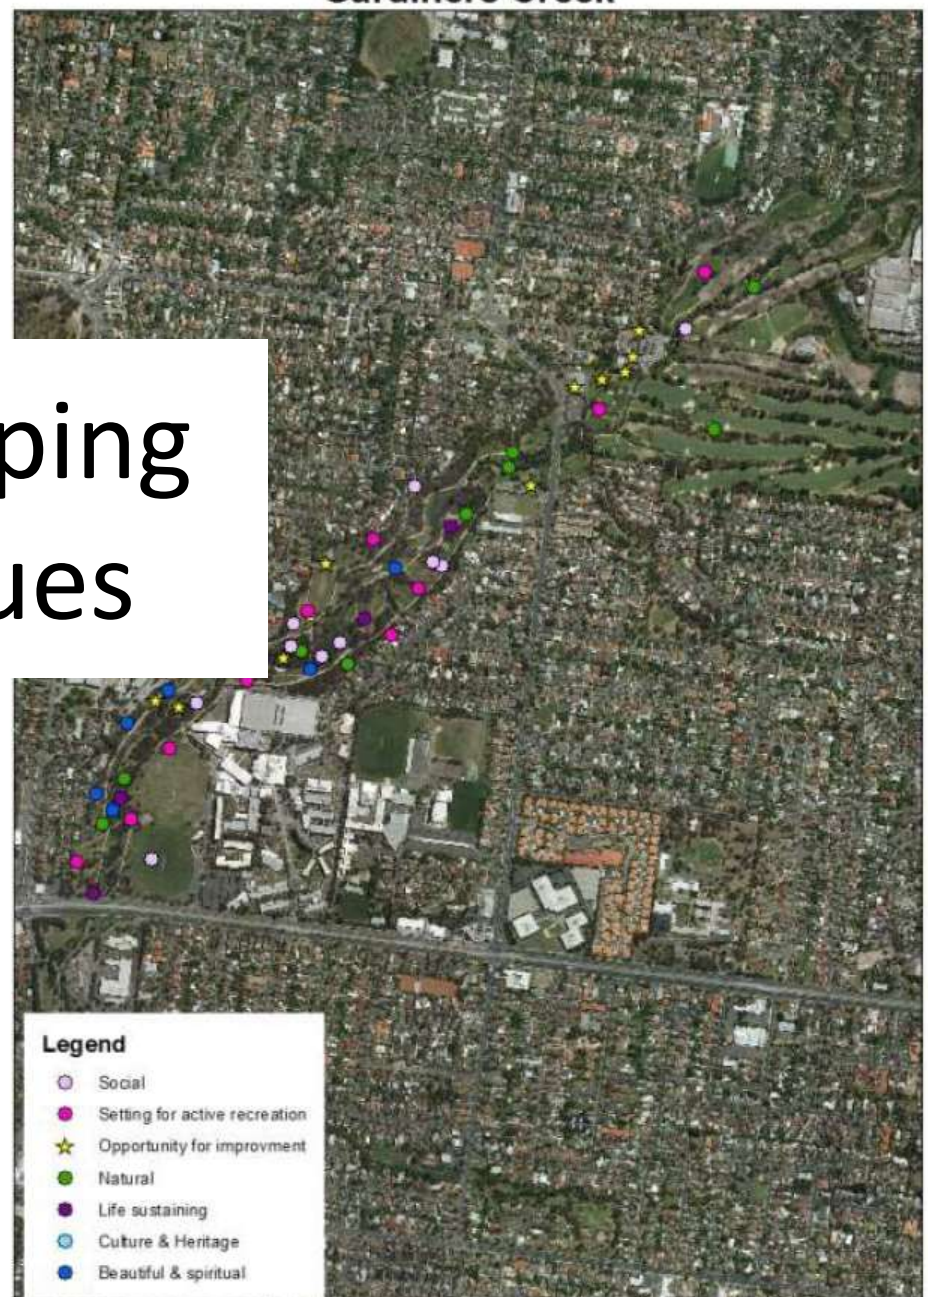 ping
ues
Legend
Social
Setting for active recreation
Opportunity for improvment
Natural
Life sustaining
Culture & Heritage
Beautiful & spiritual